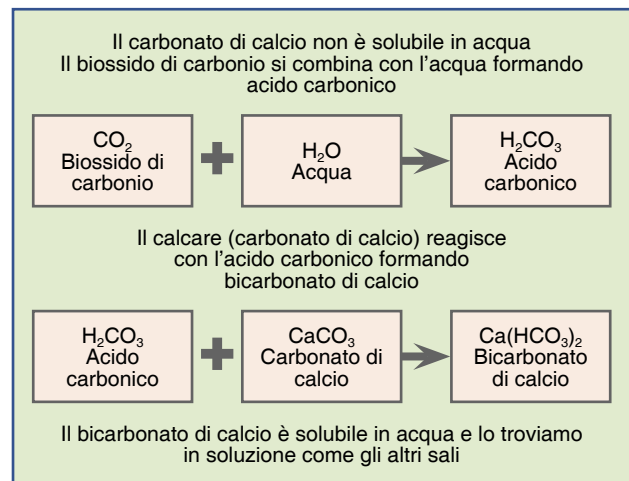 Il carbonato di calcio non è solubile in acqua
Il biossido di carbonio si combina con l'acqua formando
acido carbonico
CO₂
Biossido di
carbonio
H₂O
Acqua
H₂CO₃
Acido
carbonico
Il calcare (carbonato di calcio) reagisce
con l'acido carbonico formando
bicarbonato di calcio
H₂CO₃
Acido
carbonico
CaCO₃
Carbonato di
calcio
Ca(HCO₃)₂
Bicarbonato
di calcio
Il bicarbonato di calcio è solubile in acqua e lo troviamo
in soluzione come gli altri sali